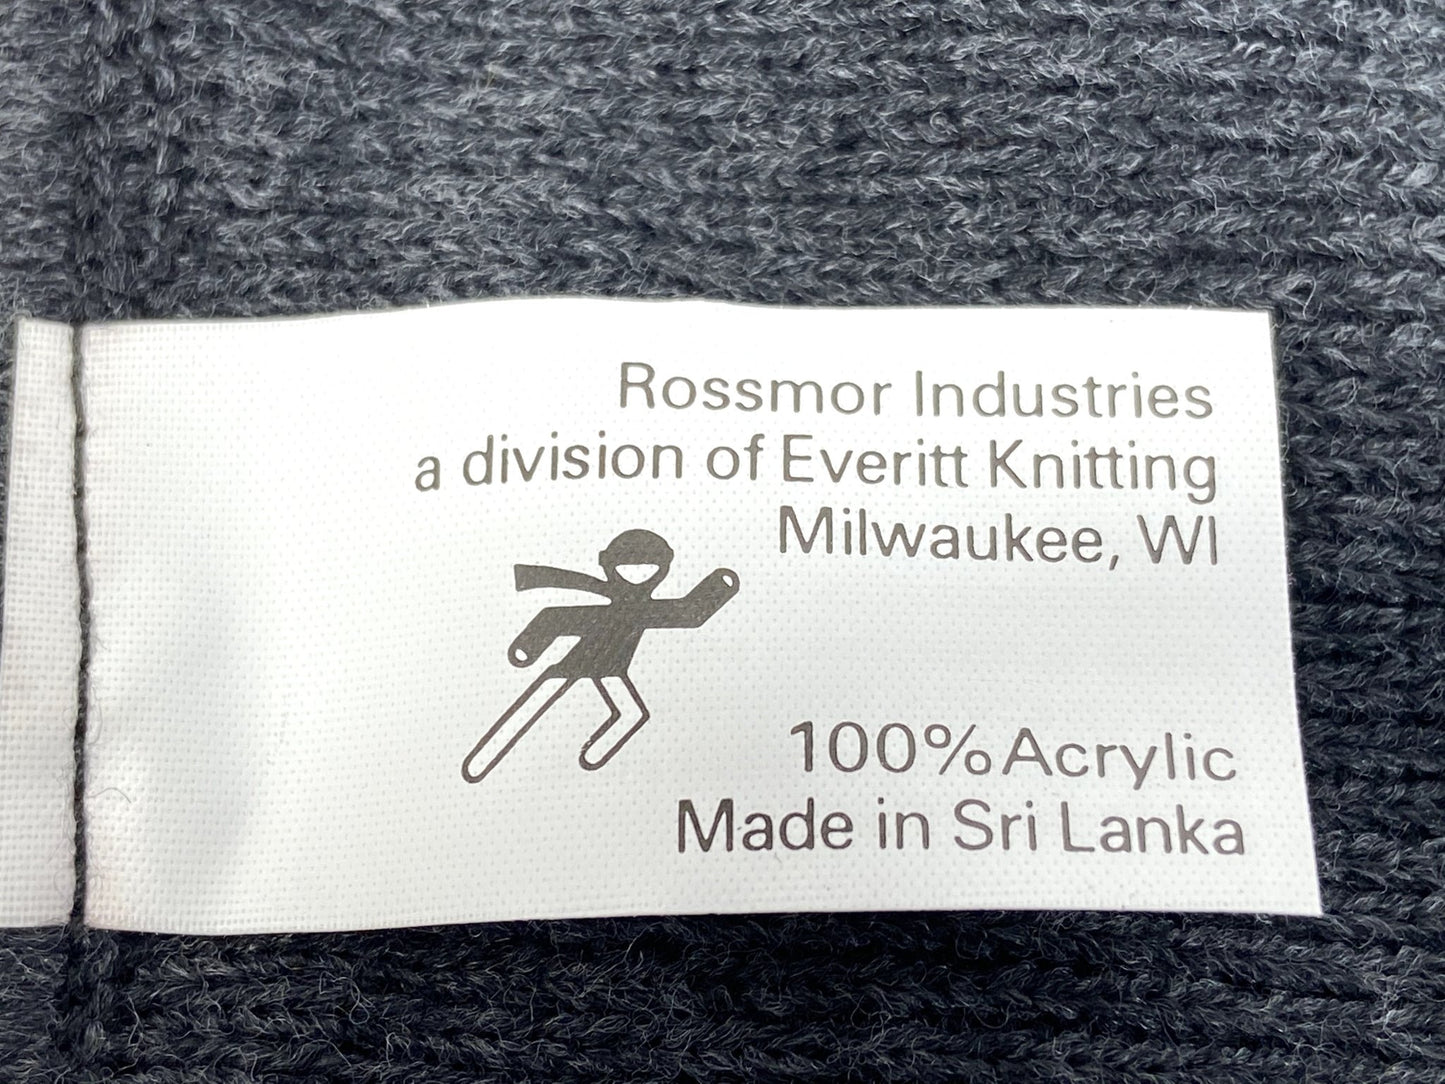 Rossmor Industries
a division of Everitt Knitting
Milwaukee, WI
100% Acrylic
Made in Sri Lanka